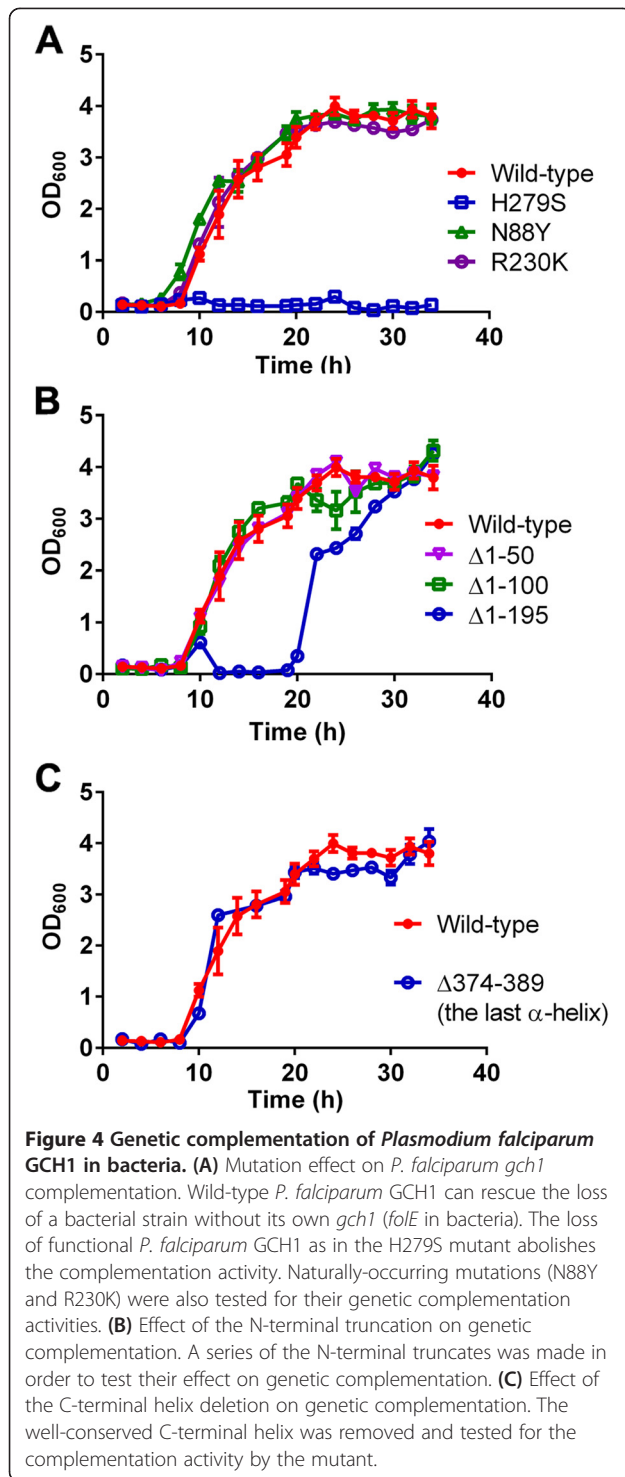 A
OD600
5
4
3
2
1
0
Wild-type
H279S
N88Y
R230K
0 10 20 30 40
Time (h)
B
OD600
5
4
3
2
1
0
Wild-type
Δ1-50
Δ1-100
Δ1-195
0 10 20 30 40
Time (h)
C
OD600
5
4
3
2
1
0
Wild-type
Δ374-389
(the last α-helix)
0 10 20 30 40
Time (h)
Figure 4 Genetic complementation of Plasmodium falciparum
GCH1 in bacteria. (A) Mutation effect on P. falciparum gch1
complementation. Wild-type P. falciparum GCH1 can rescue the loss
of a bacterial strain without its own gch1 (folE in bacteria). The loss
of functional P. falciparum GCH1 as in the H279S mutant abolishes
the complementation activity. Naturally-occurring mutations (N88Y
and R230K) were also tested for their genetic complementation
activities. (B) Effect of the N-terminal truncation on genetic
complementation. A series of the N-terminal truncates was made in
order to test their effect on genetic complementation. (C) Effect of
the C-terminal helix deletion on genetic complementation. The
well-conserved C-terminal helix was removed and tested for the
complementation activity by the mutant.